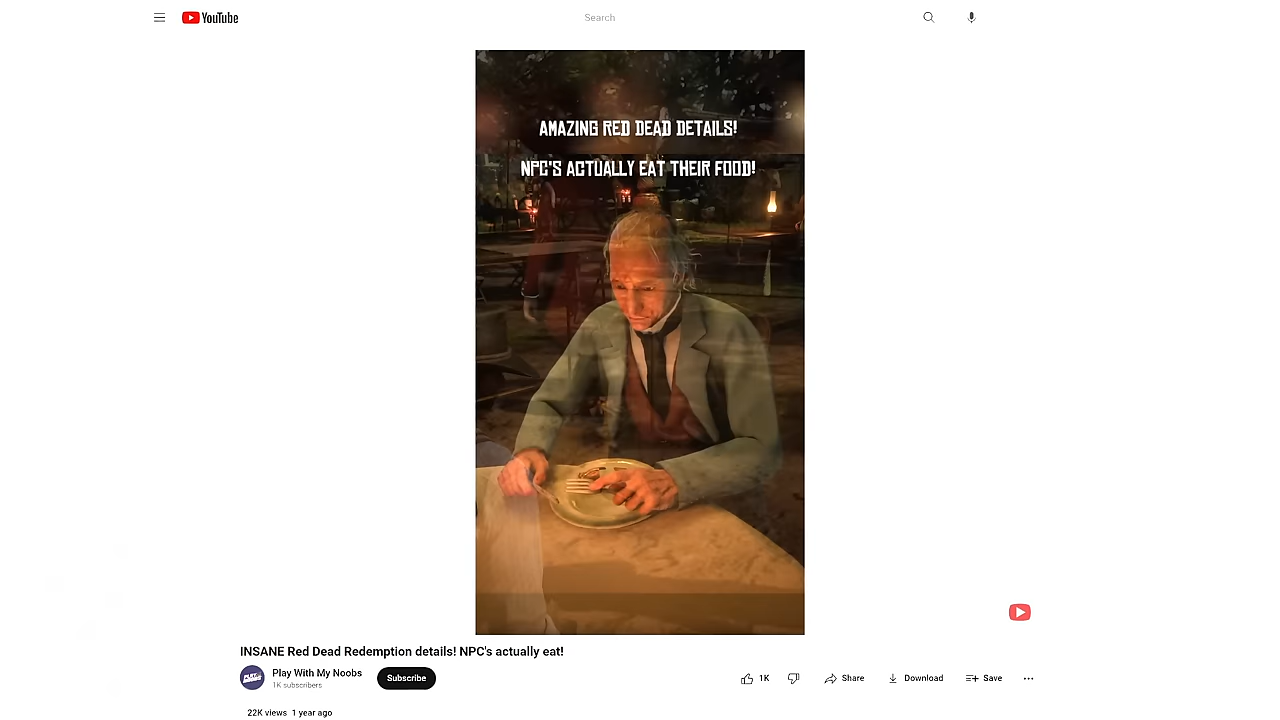 YouTube
Search
AMAZING RED DEAD DETAILS!
NPC'S ACTUALLY EAT THEIR FOOD!
INSANE Red Dead Redemption details! NPC's actually eat!
Play With My Noobs
1K subscribers
Subscribe
1K
Share
Download
Save
22K views 1 year ago